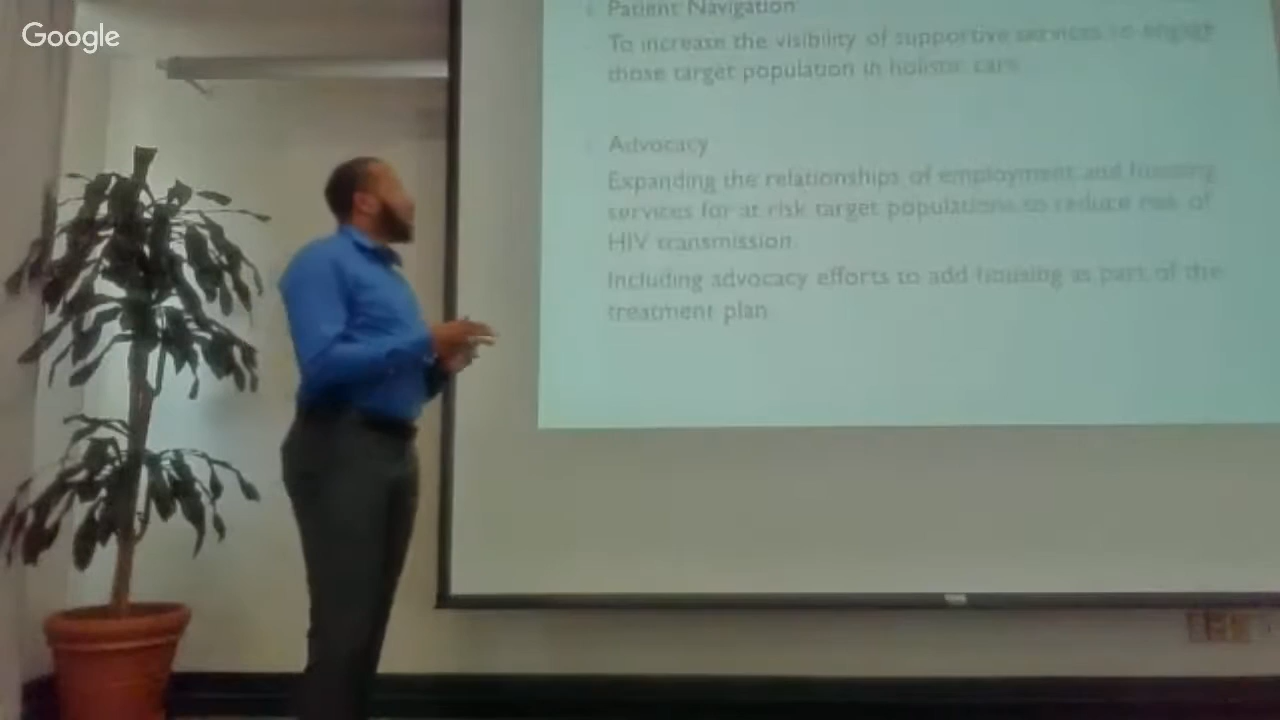 Google
Patient Navigation
To increase the visibility of supportive services to engage
those target population in holistic care
Advocacy
Expanding the relationships of employment and housing
services for at risk target populations to reduce risk of
HIV transmission
Including advocacy efforts to add housing as part of the
treatment plan